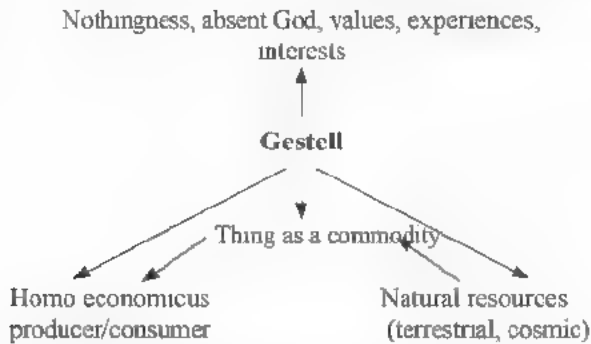 Nothingness, absent God, values, experiences,
interests
Gestell
Thing as a commodity
Homo economicus
producer/consumer
Natural resources
(terrestrial, cosmic)